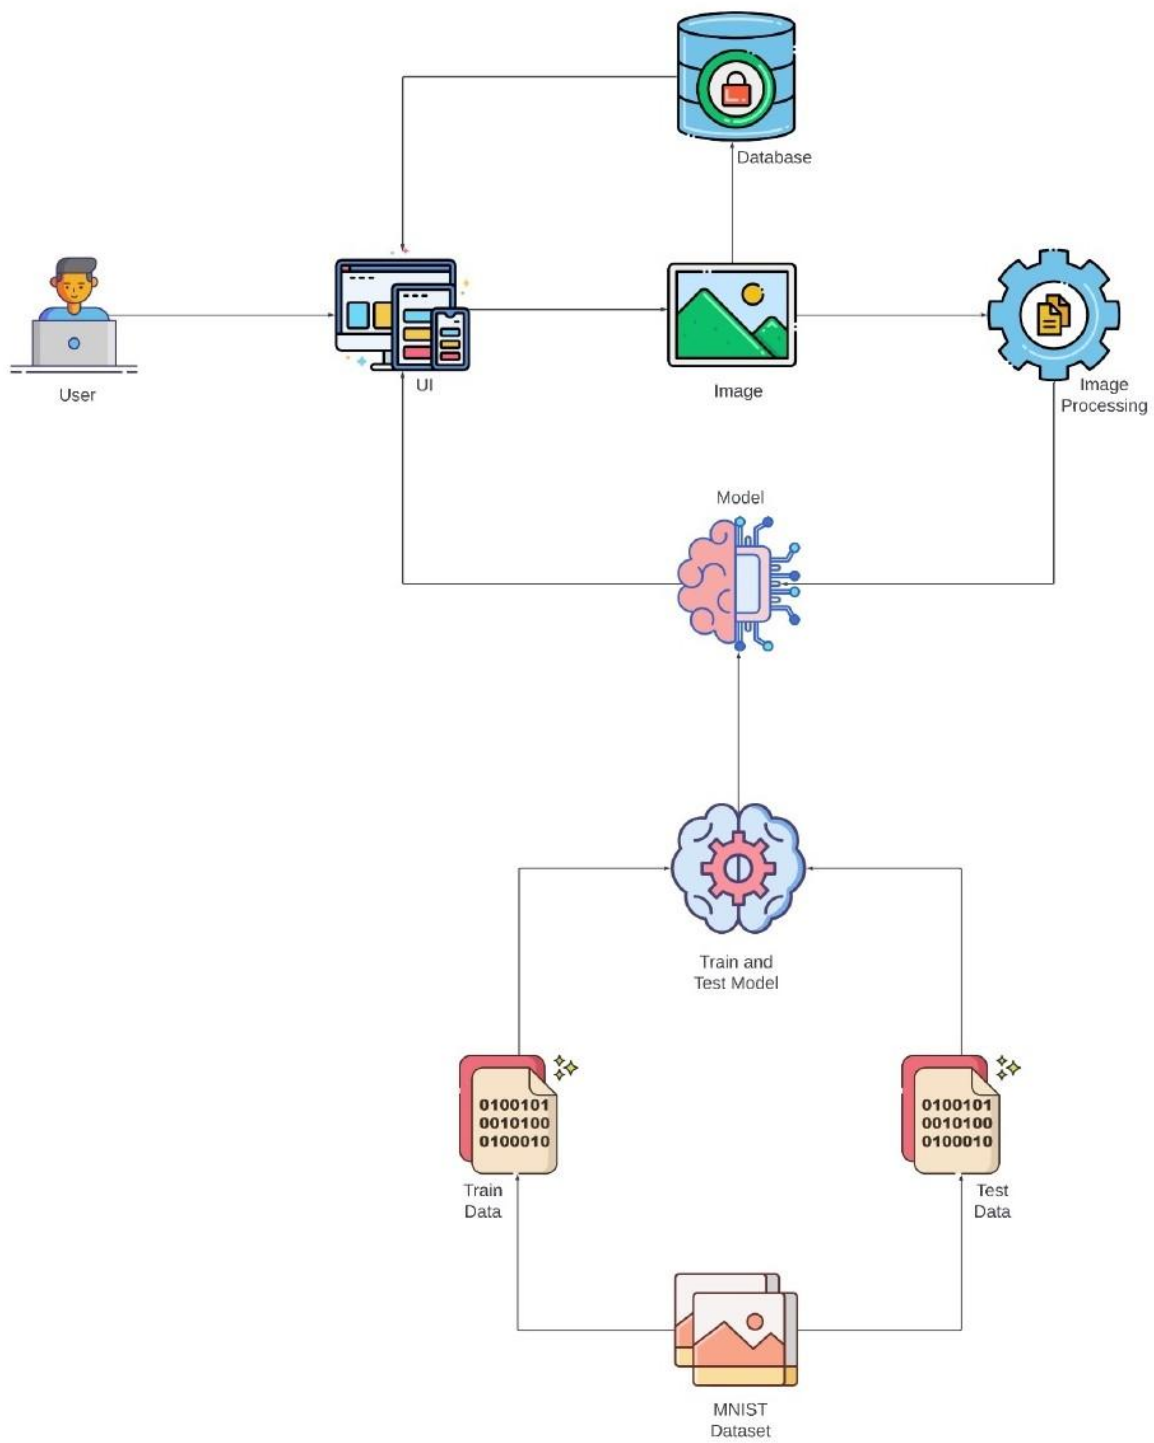 Database
User
UI
Image
Image
Processing
Model
Train and
Test Model
0100101
0010100
0100010
0100101
0010100
0100010
Train
Data
Test
Data
MNIST
Dataset